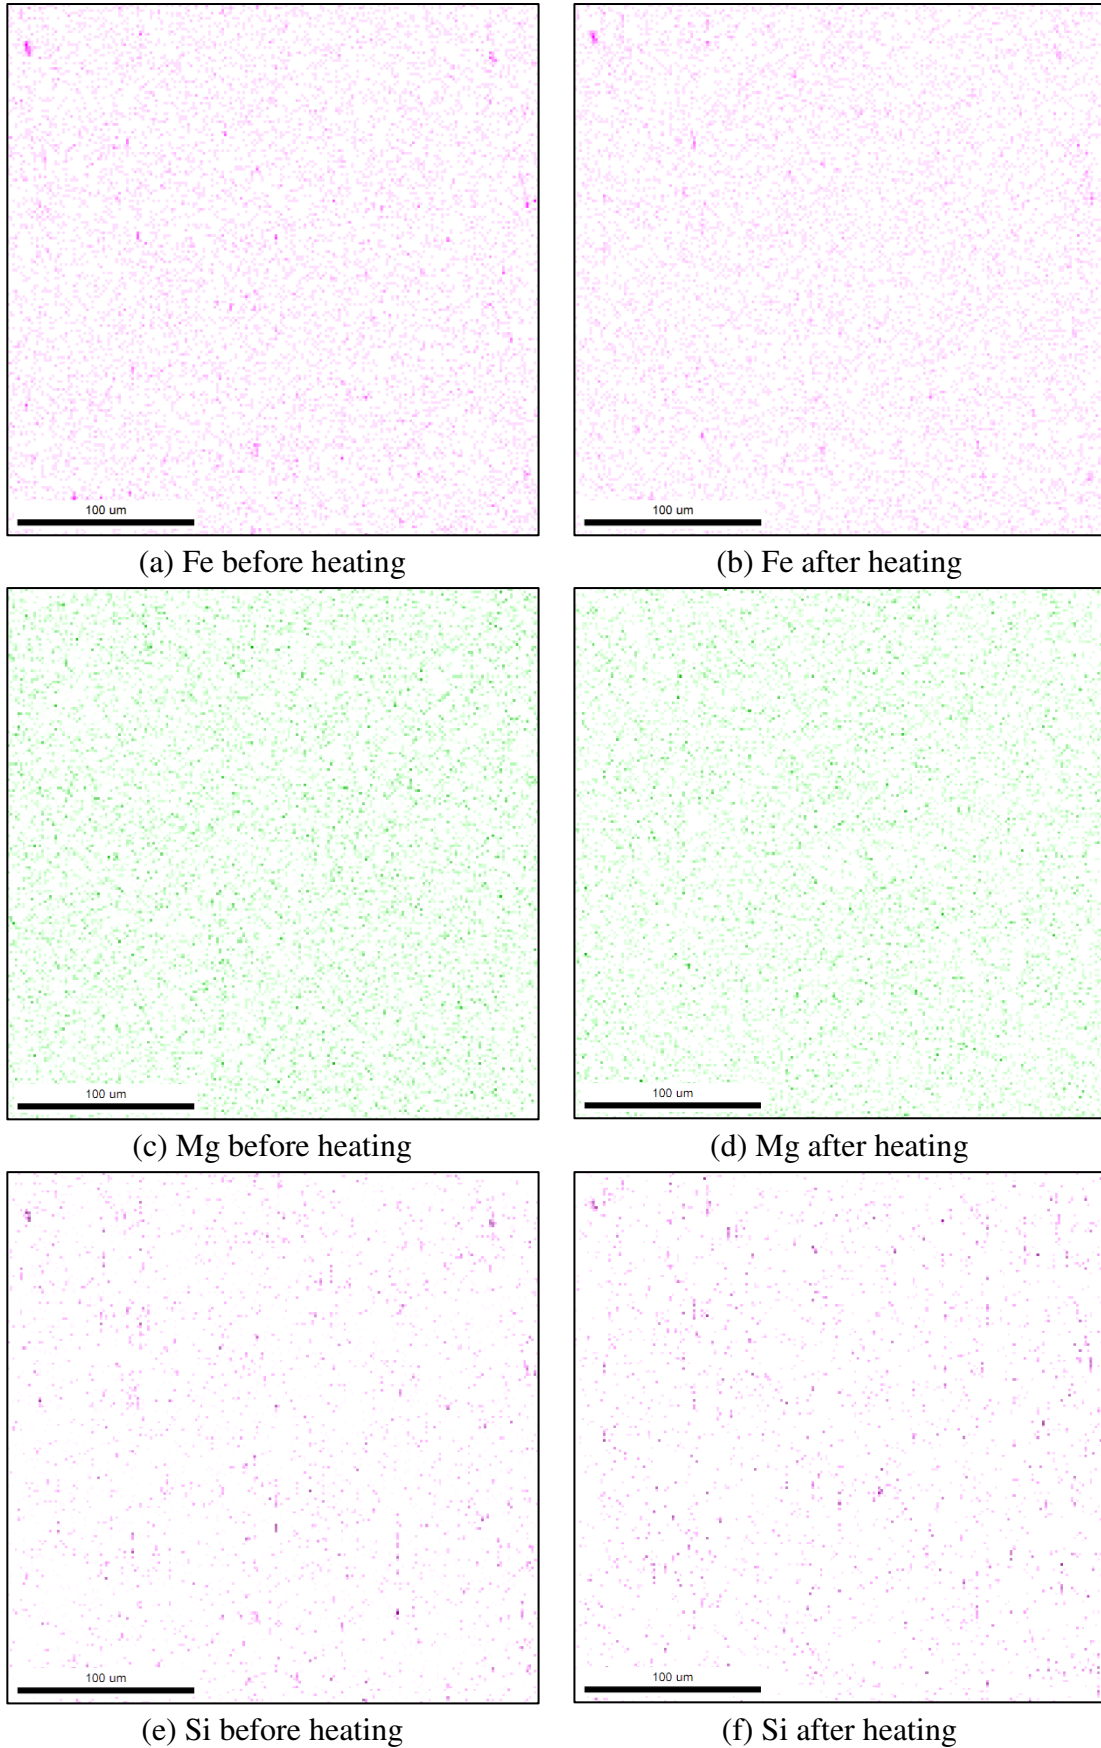 100 um
100 um
(a) Fe before heating
(b) Fe after heating
100 um
100 um
(c) Mg before heating
(d) Mg after heating
100 um
100 um
(e) Si before heating
(f) Si after heating